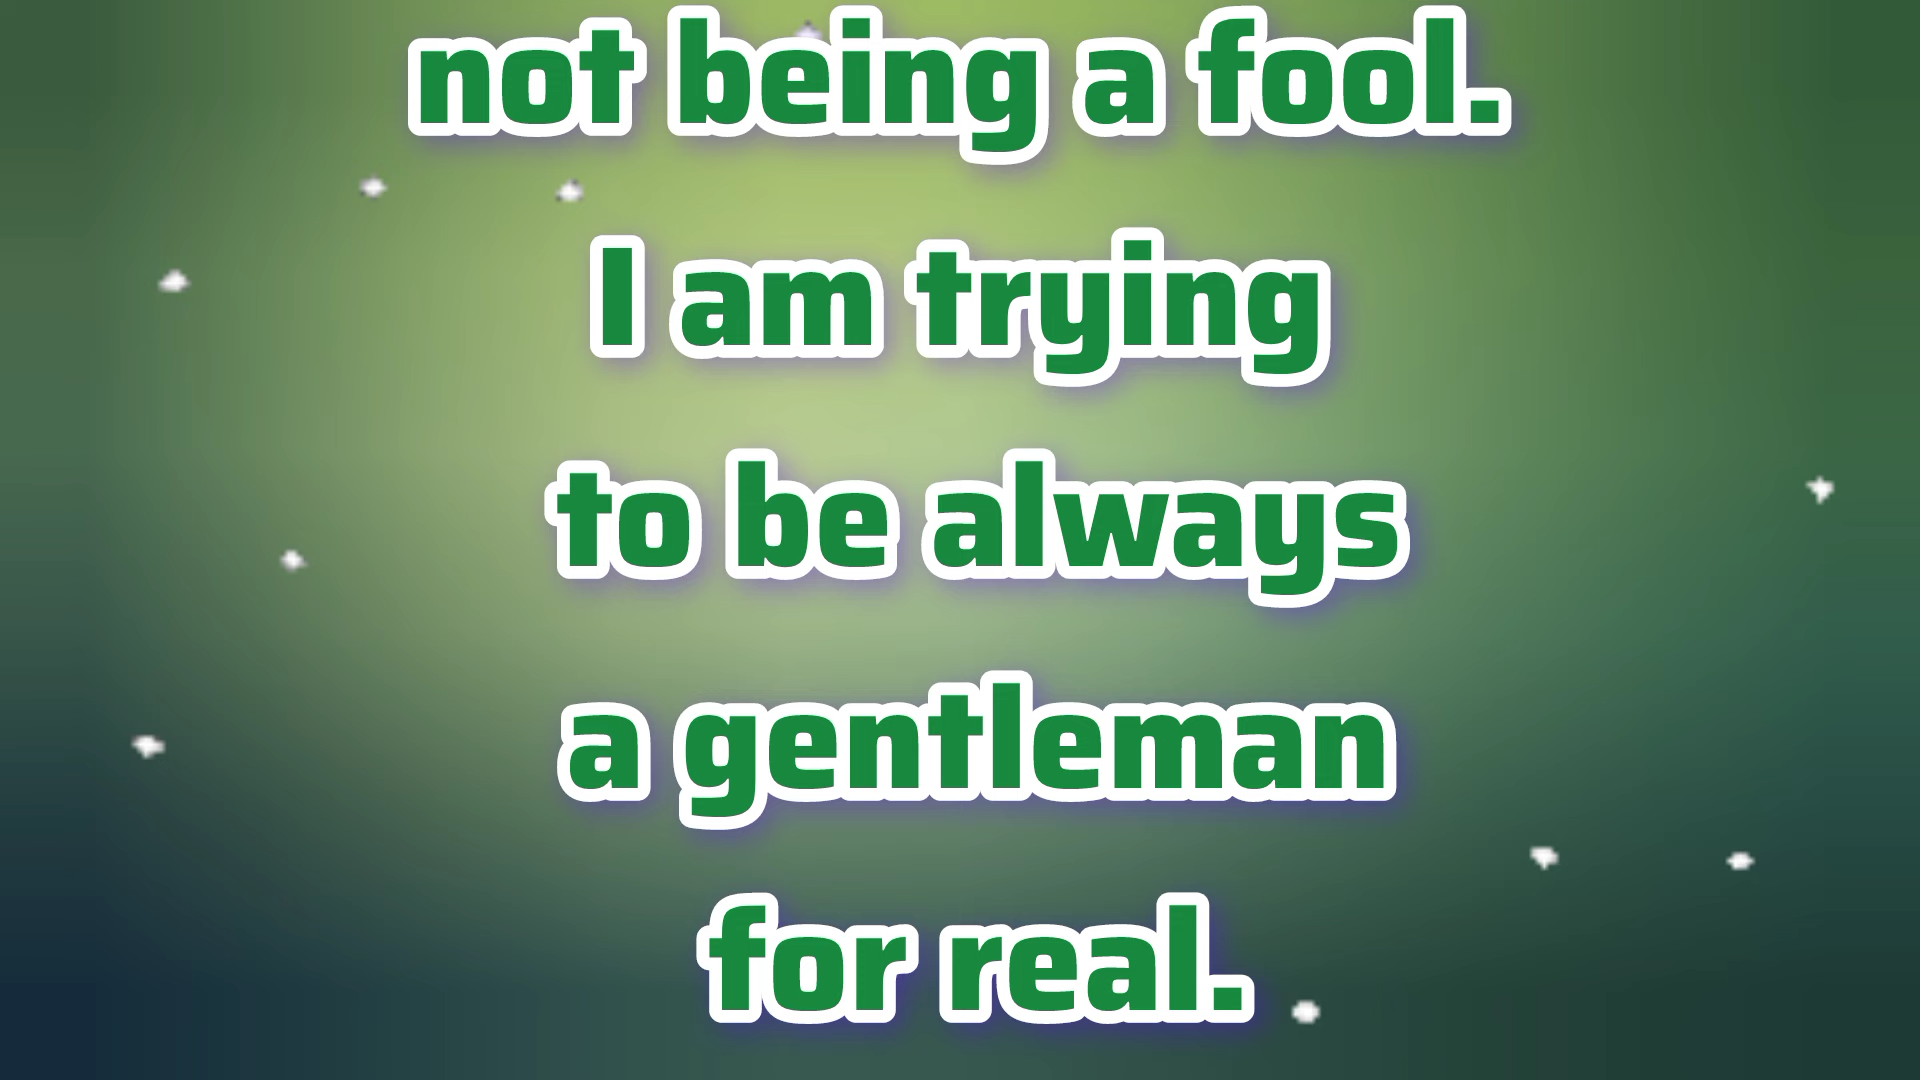 not being a fool.
I am trying
to be always
a gentleman
for real.